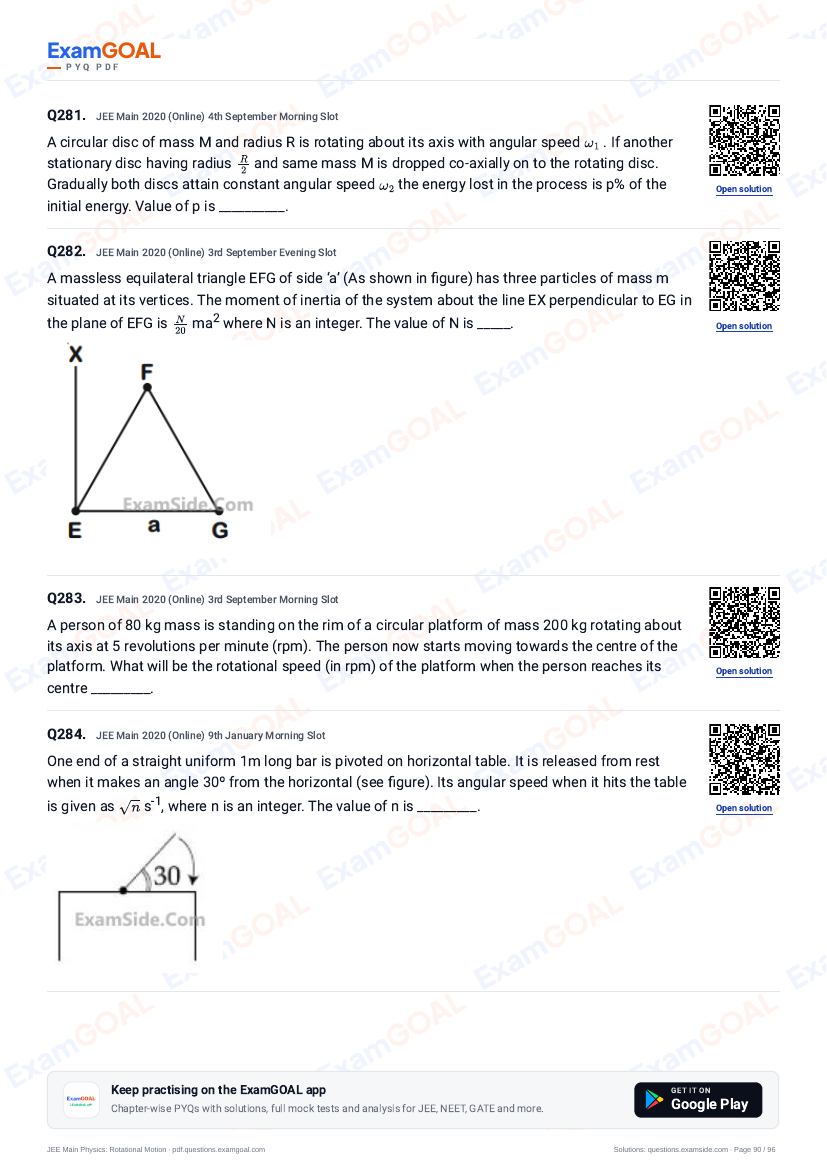 ExamGOAL
PYQ PDF
Q281. JEE Main 2020 (Online) 4th September Morning Slot
A circular disc of mass M and radius R is rotating about its axis with angular speed ω₁ . If another
stationary disc having radius R/2 and same mass M is dropped co-axially on to the rotating disc.
Gradually both discs attain constant angular speed ω₂ the energy lost in the process is p% of the
initial energy. Value of p is __________.
Open solution
Q282. JEE Main 2020 (Online) 3rd September Evening Slot
A massless equilateral triangle EFG of side ‘a’ (As shown in figure) has three particles of mass m
situated at its vertices. The moment of inertia of the system about the line EX perpendicular to EG in
the plane of EFG is N/20 ma² where N is an integer. The value of N is _____.
Open solution
X
F
ExamSide.Com
E a G
Q283. JEE Main 2020 (Online) 3rd September Morning Slot
A person of 80 kg mass is standing on the rim of a circular platform of mass 200 kg rotating about
its axis at 5 revolutions per minute (rpm). The person now starts moving towards the centre of the
platform. What will be the rotational speed (in rpm) of the platform when the person reaches its
centre _________.
Open solution
Q284. JEE Main 2020 (Online) 9th January Morning Slot
One end of a straight uniform 1m long bar is pivoted on horizontal table. It is released from rest
when it makes an angle 30º from the horizontal (see figure). Its angular speed when it hits the table
is given as √n s⁻¹, where n is an integer. The value of n is _________.
Open solution
30
ExamSide.Com
ExamGOAL
Keep practising on the ExamGOAL app
Chapter-wise PYQs with solutions, full mock tests and analysis for JEE, NEET, GATE and more.
GET IT ON
Google Play
JEE Main Physics: Rotational Motion · pdf.questions.examgoal.com
Solutions: questions.examside.com · Page 90 / 96